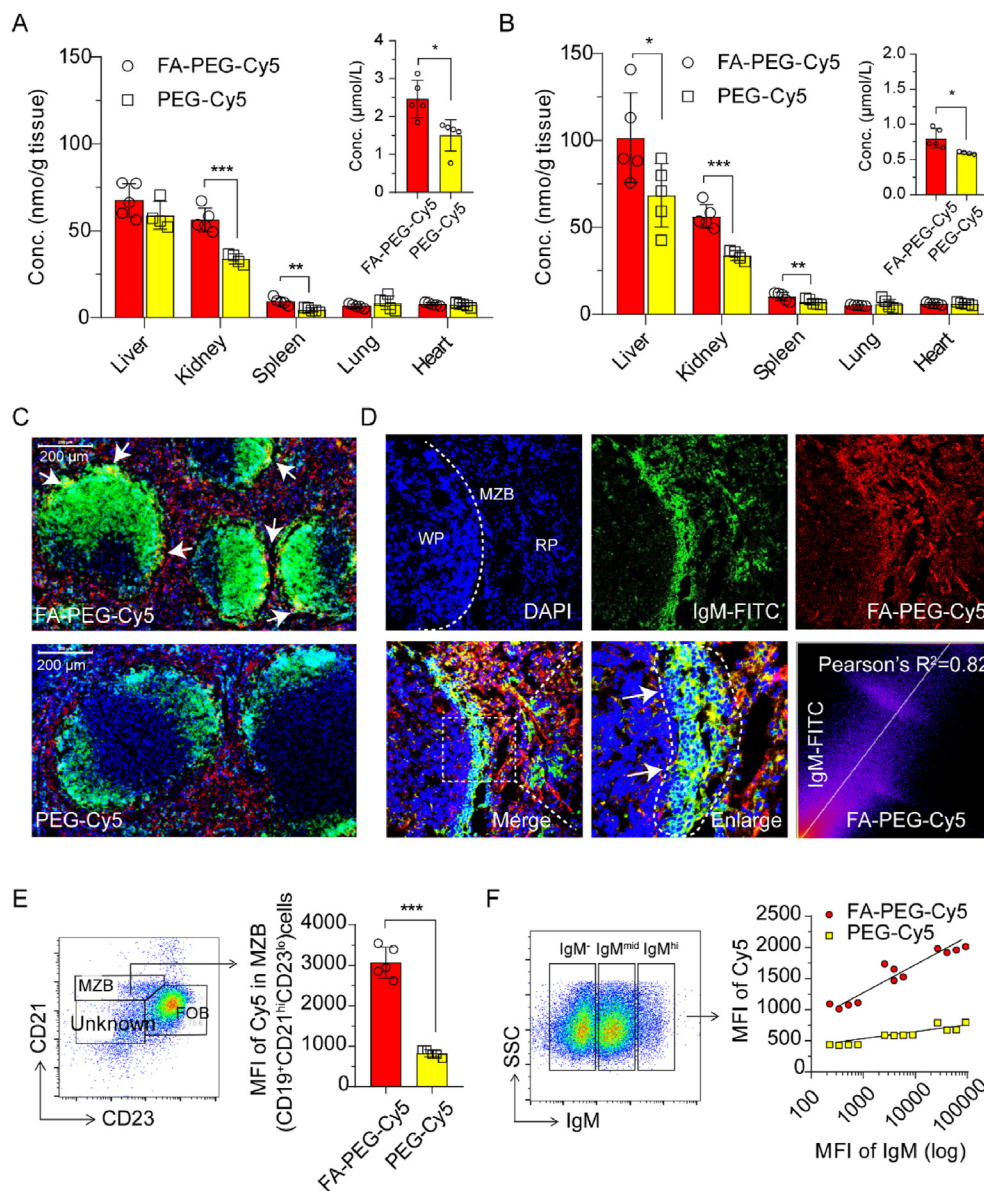 A
150
100
50
0
Conc. (nmo/g tissue)
FA-PEG-Cy5
PEG-Cy5
***
**
Liver
Kidney
Spleen
Lung
Heart
4
3
2
1
0
Conc. (μmol/L)
*
FA-PEG-Cy5
PEG-Cy5
B
150
100
50
0
Conc. (nmo/g tissue)
*
FA-PEG-Cy5
PEG-Cy5
***
**
Liver
Kidney
Spleen
Lung
Heart
2.0
1.5
1.0
0.5
0.0
Conc. (μmol/L)
*
FA-PEG-Cy5
PEG-Cy5
C
200 μm
FA-PEG-Cy5
200 μm
PEG-Cy5
D
MZB
WP
RP
DAPI
IgM-FITC
FA-PEG-Cy5
Merge
Enlarge
Pearson's R²=0.82
IgM-FITC
FA-PEG-Cy5
E
MZB
Unknown
FOB
CD21
CD23
MFI of Cy5 in MZB
(CD19⁺CD21ʰⁱCD23ˡᵒ)cells
4000
3000
2000
1000
0
***
FA-PEG-Cy5
PEG-Cy5
F
IgM⁻ IgMᵐⁱᵈ IgMʰⁱ
SSC
IgM
FA-PEG-Cy5
PEG-Cy5
MFI of Cy5
2500
2000
1500
1000
500
0
100
1000
10000
100000
MFI of IgM (log)